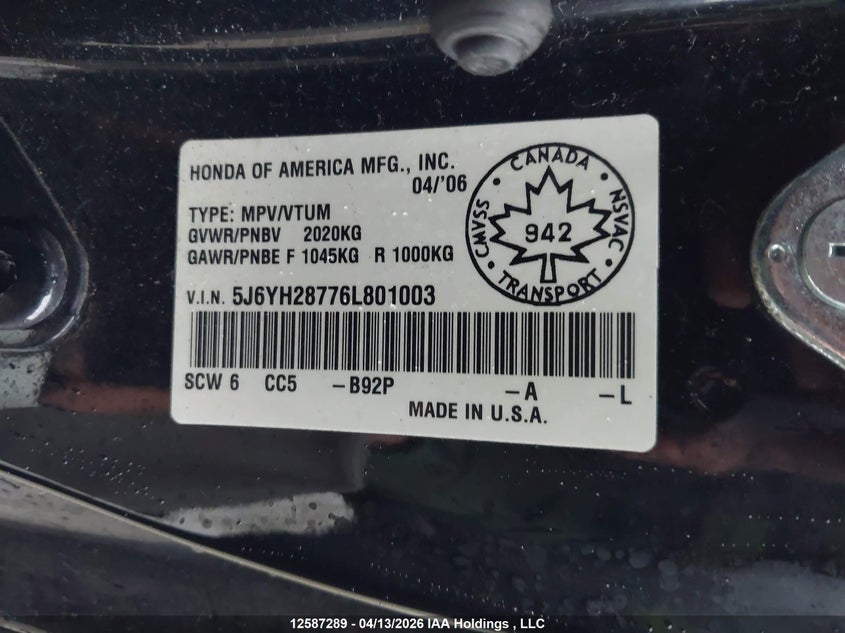 HONDA OF AMERICA MFG., INC.
04/'06
TYPE: MPV/VTUM
GVWR/PNBV 2020KG
GAWR/PNBE F 1045KG R 1000KG
V.I.N. 5J6YH28776L801003
CANADA
CMVSS
942
NSVAC
TRANSPORT
SCW 6 CC5 –B92P –A –L
MADE IN U.S.A.
12587289 - 04/13/2026 IAA Holdings , LLC